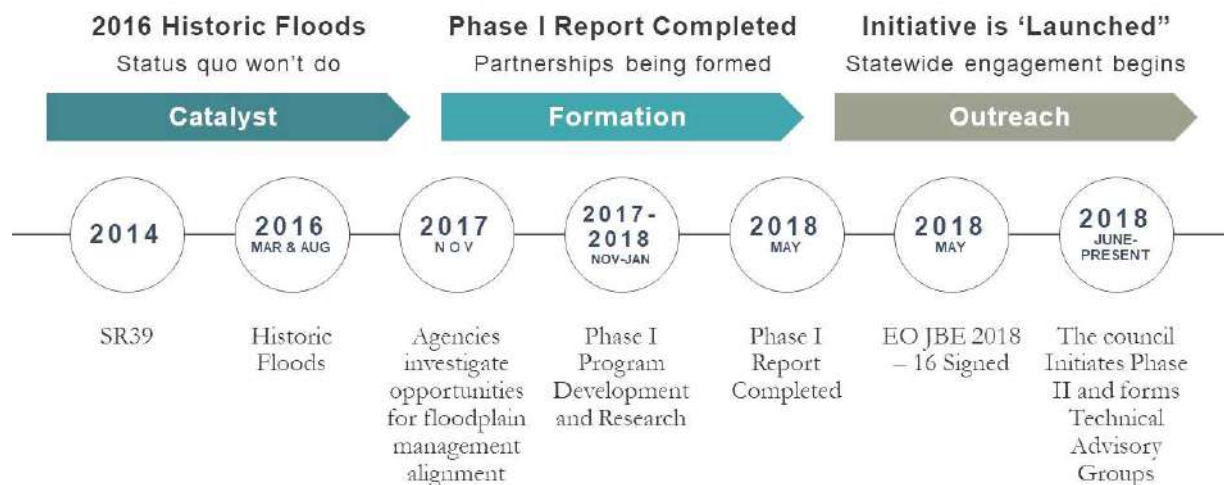 2016 Historic Floods
Status quo won't do
Catalyst
Phase I Report Completed
Partnerships being formed
Formation
Initiative is ‘Launched”
Statewide engagement begins
Outreach
2014
SR39
2016
MAR & AUG
Historic
Floods
2017
NOV
Agencies
investigate
opportunities
for floodplain
management
alignment
2017-
2018
NOV-JAN
Phase I
Program
Development
and Research
2018
MAY
Phase I
Report
Completed
2018
MAY
EO JBE 2018
– 16 Signed
2018
JUNE-
PRESENT
The council
Initiates Phase
II and forms
Technical
Advisory
Groups